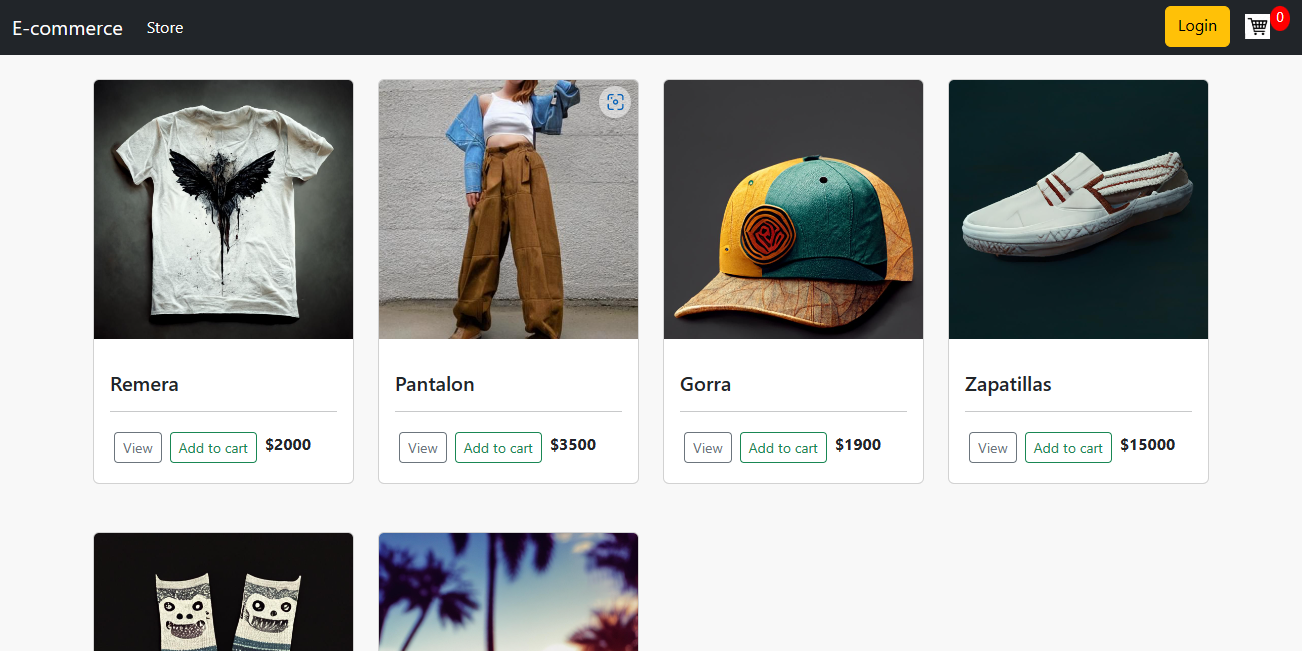 E-commerce Store Login 0
Remera Pantalon Gorra Zapatillas
View Add to cart $2000 View Add to cart $3500 View Add to cart $1900 View Add to cart $15000